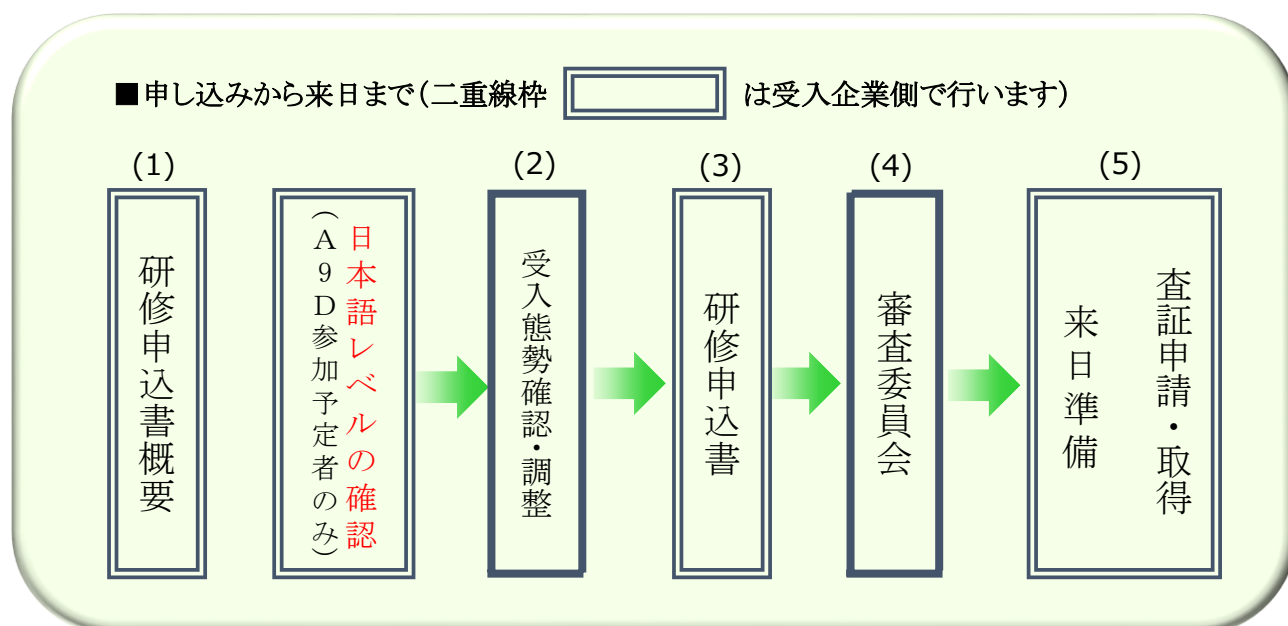 ■申し込みから来日まで(二重線枠 は受入企業側で行います)
(1)
研修申込書概要
日本語レベルの確認
(A9D参加予定者のみ)
(2)
受入態勢確認・調整
(3)
研修申込書
(4)
審査委員会
(5)
査証申請・取得
来日準備